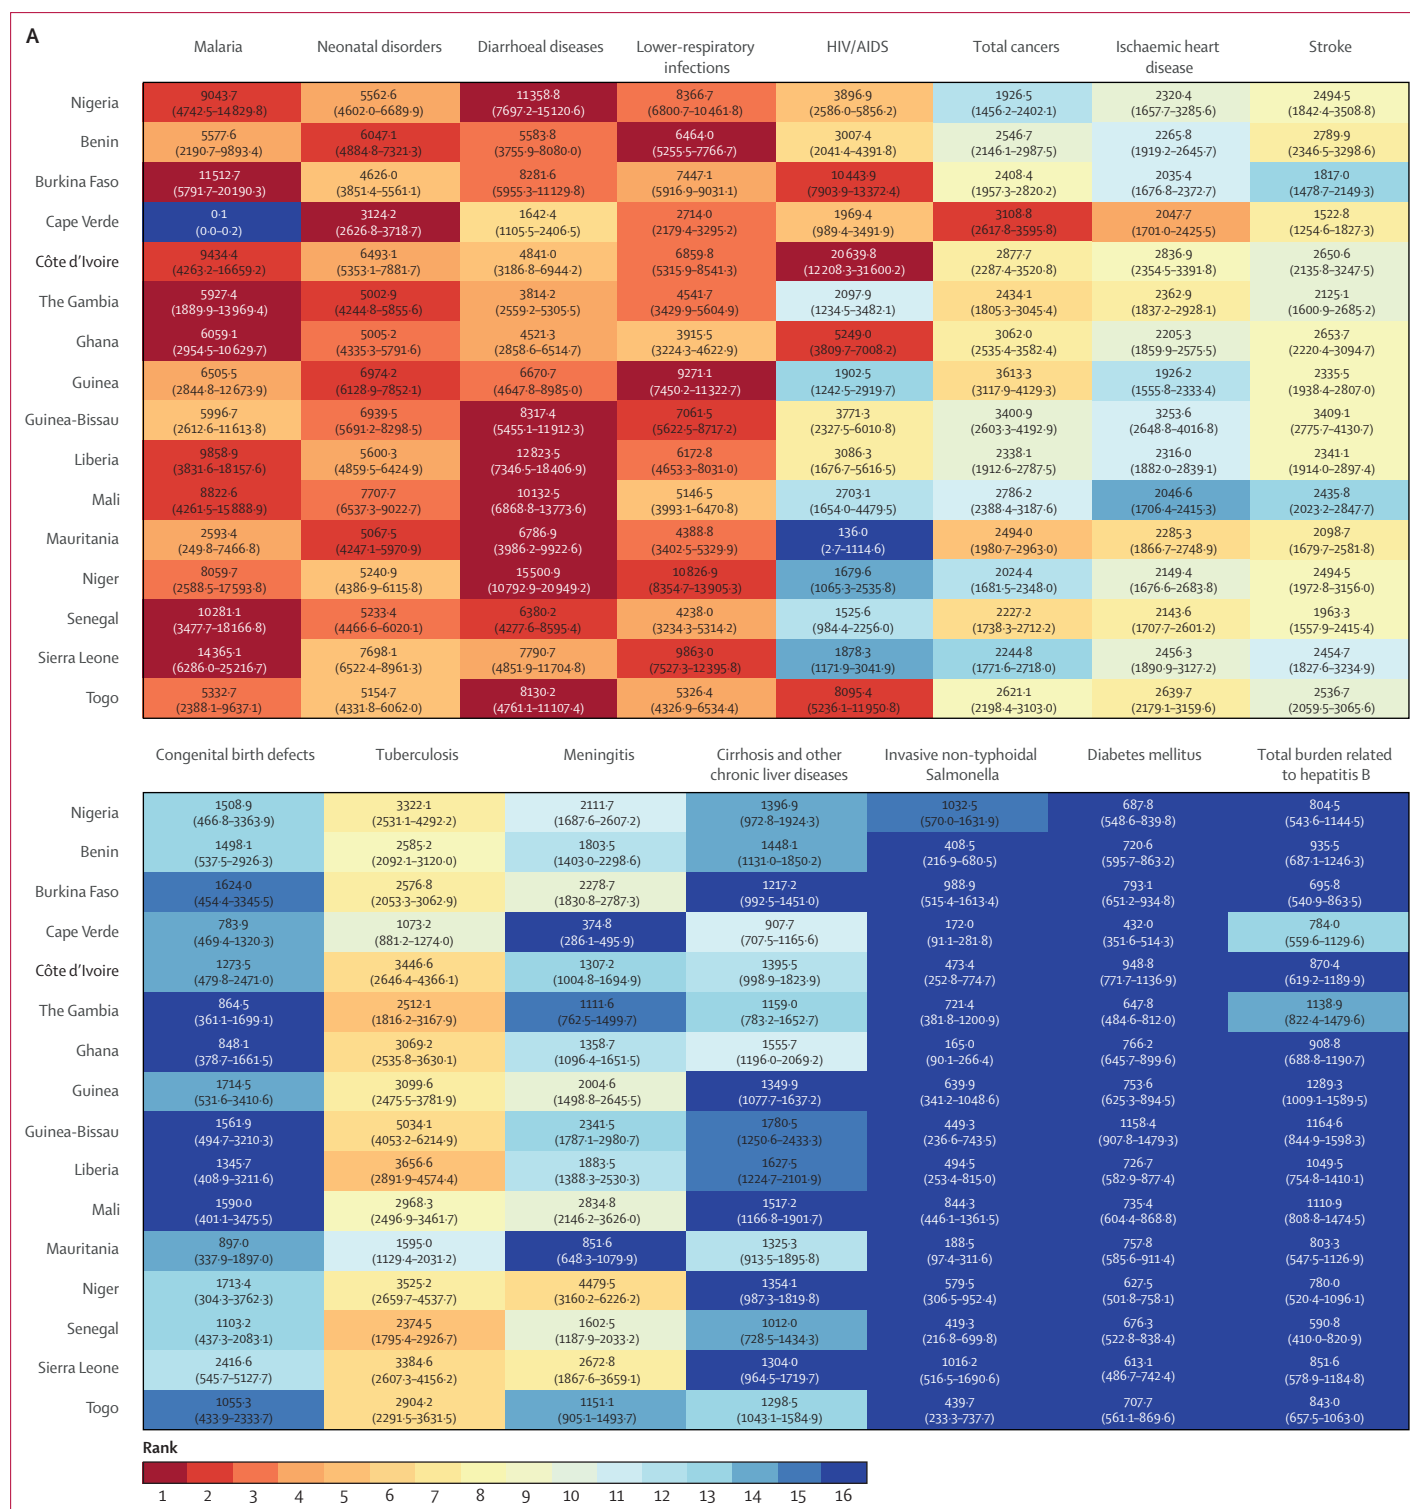 A
Malaria Neonatal disorders Diarrhoeal diseases Lower-respiratory HIV/AIDS Total cancers Ischaemic heart Stroke
infections disease
Nigeria 9043·7 5562·6 11358·8 8366·7 3896·9 1926·5 2320·4 2494·5
(4742·5–14829·8) (4602·0–6689·9) (7697·2–15120·6) (6800·7–10461·8) (2586·0–5856·2) (1456·2–2402·1) (1657·7–3285·6) (1842·4–3508·8)
Benin 5577·6 6047·1 5583·8 6464·0 3007·4 2546·7 2265·8 2789·9
(2190·7–9893·4) (4884·8–7321·3) (3755·9–8080·0) (5255·5–7766·7) (2041·4–4391·8) (2146·1–2987·5) (1919·2–2645·7) (2346·5–3298·6)
Burkina Faso 11512·7 4626·0 8281·6 7447·1 10443·9 2408·4 2035·4 1817·0
(5791·7–20190·3) (3851·4–5561·1) (5955·3–11129·8) (5916·9–9031·1) (7903·9–13372·4) (1957·3–2820·2) (1676·8–2372·7) (1478·7–2149·3)
Cape Verde 0·1 3124·2 1642·4 2714·0 1969·4 3108·8 2047·7 1522·8
(0·0–0·2) (2626·8–3718·7) (1105·5–2406·5) (2179·4–3295·2) (989·4–3491·9) (2617·8–3595·8) (1701·0–2425·5) (1254·6–1827·3)
Côte d'Ivoire 9434·4 6493·1 4841·0 6859·8 20639·8 2877·7 2836·9 2650·6
(4263·2–16659·2) (5353·1–7881·7) (3186·8–6944·2) (5315·9–8541·3) (12208·3–31600·2) (2287·4–3520·8) (2354·5–3391·8) (2135·8–3247·5)
The Gambia 5927·4 5002·9 3814·2 4541·7 2097·9 2434·1 2362·9 2125·1
(1889·9–13969·4) (4244·8–5855·6) (2559·2–5305·5) (3429·9–5604·9) (1234·5–3482·1) (1805·3–3045·4) (1837·2–2928·1) (1600·9–2685·2)
Ghana 6059·1 5005·2 4521·3 3915·5 5249·0 3062·0 2205·3 2653·7
(2954·5–10629·7) (4335·3–5791·6) (2858·6–6514·7) (3224·3–4622·9) (3809·7–7008·2) (2535·4–3582·4) (1859·9–2575·5) (2220·4–3094·7)
Guinea 6505·5 6974·2 6670·7 9271·1 1902·5 3613·3 1926·2 2335·5
(2844·8–12673·9) (6128·9–7852·1) (4647·8–8985·0) (7450·2–11322·7) (1242·5–2919·7) (3117·9–4129·3) (1555·8–2333·4) (1938·4–2807·0)
Guinea-Bissau 5996·7 6939·5 8317·4 7061·5 3771·3 3400·9 3253·6 3409·1
(2612·6–11613·8) (5691·2–8298·5) (5455·1–11912·3) (5622·5–8717·2) (2327·5–6010·8) (2603·3–4192·9) (2648·8–4016·8) (2775·7–4130·7)
Liberia 9858·9 5600·3 12823·5 6172·8 3086·3 2338·1 2316·0 2341·1
(3831·6–18157·6) (4859·5–6424·9) (7346·5–18406·9) (4653·3–8031·0) (1676·7–5616·5) (1912·6–2787·5) (1882·0–2839·1) (1914·0–2897·4)
Mali 8822·6 7707·7 10132·5 5146·5 2703·1 2786·2 2046·6 2435·8
(4261·5–15888·9) (6537·3–9022·7) (6868·8–13773·6) (3993·1–6470·8) (1654·0–4479·5) (2388·4–3187·6) (1706·4–2415·3) (2023·2–2847·7)
Mauritania 2593·4 5067·5 6786·9 4388·8 136·0 2494·0 2285·3 2098·7
(249·8–7466·8) (4247·1–5970·9) (3986·2–9922·6) (3402·5–5329·9) (2·7–1114·6) (1980·7–2963·0) (1866·7–2748·9) (1679·6–2581·8)
Niger 8059·7 5240·9 15500·9 10826·9 1679·6 2024·4 2149·4 2494·5
(2588·5–17593·8) (4386·9–6115·8) (10792·9–20949·2) (8354·7–13905·3) (1065·3–2535·8) (1681·5–2348·0) (1676·6–2683·8) (1972·8–3156·0)
Senegal 10281·1 5233·4 6380·2 4238·0 1525·6 2227·2 2143·6 1963·3
(3477·7–18166·8) (4466·6–6020·1) (4277·6–8595·4) (3234·3–5314·2) (984·4–2256·0) (1738·3–2712·2) (1707·7–2601·2) (1557·9–2415·4)
Sierra Leone 14365·1 7698·1 7790·7 9863·0 1878·3 2244·8 2456·3 2454·7
(6286·0–25216·7) (6522·4–8961·3) (4851·9–11704·8) (7527·3–12395·8) (1171·9–3041·9) (1771·6–2718·0) (1890·9–3127·2) (1827·6–3234·9)
Togo 5332·7 5154·7 8130·2 5326·4 8095·4 2621·1 2639·7 2536·7
(2388·1–9637·1) (4331·8–6062·0) (4761·1–11107·4) (4326·9–6534·4) (5236·1–11950·8) (2198·4–3103·0) (2179·1–3159·6) (2059·5–3065·6)
Congenital birth defects Tuberculosis Meningitis Cirrhosis and other Invasive non-typhoidal Diabetes mellitus Total burden related
chronic liver diseases Salmonella to hepatitis B
Nigeria 1508·9 3322·1 2111·7 1396·9 1032·5 687·8 804·5
(466·8–3363·9) (2531·1–4292·2) (1687·6–2607·2) (972·8–1924·3) (570·0–1631·9) (548·6–839·8) (543·6–1144·5)
Benin 1498·1 2585·2 1803·5 1448·1 408·5 720·6 935·5
(537·5–2926·3) (2092·1–3120·0) (1403·0–2298·6) (1131·0–1850·2) (216·9–680·5) (595·7–863·2) (687·1–1246·3)
Burkina Faso 1624·0 2576·8 2278·7 1217·2 988·9 793·1 695·8
(454·4–3345·5) (2053·3–3062·9) (1830·8–2787·3) (992·5–1451·0) (515·4–1613·4) (651·2–934·8) (540·9–863·5)
Cape Verde 783·9 1073·2 374·8 907·7 172·0 432·0 784·0
(469·4–1320·3) (881·2–1274·0) (286·1–495·9) (707·5–1165·6) (91·1–281·8) (351·6–514·3) (559·6–1129·6)
Côte d'Ivoire 1273·5 3446·6 1307·2 1395·5 473·4 948·8 870·4
(479·8–2471·0) (2646·4–4366·1) (1004·8–1694·9) (998·9–1823·9) (252·8–774·7) (771·7–1136·9) (619·2–1189·9)
The Gambia 864·5 2512·1 1111·6 1159·0 721·4 647·8 1138·9
(361·1–1699·1) (1816·2–3167·9) (762·5–1499·7) (783·2–1652·7) (381·8–1200·9) (484·6–812·0) (822·4–1479·6)
Ghana 848·1 3069·2 1358·7 1555·7 165·0 766·2 908·8
(378·7–1661·5) (2535·8–3630·1) (1096·4–1651·5) (1196·0–2069·2) (90·1–266·4) (645·7–899·6) (688·8–1190·7)
Guinea 1714·5 3099·6 2004·6 1349·9 639·9 753·6 1289·3
(531·6–3410·6) (2475·5–3781·9) (1498·8–2645·5) (1077·7–1637·2) (341·2–1048·6) (625·3–894·5) (1009·1–1589·5)
Guinea-Bissau 1561·9 5034·1 2341·5 1780·5 449·3 1158·4 1164·6
(494·7–3210·3) (4053·2–6214·9) (1787·1–2980·7) (1250·6–2433·3) (236·6–743·5) (907·8–1479·3) (844·9–1598·3)
Liberia 1345·7 3656·6 1883·5 1627·5 494·5 726·7 1049·5
(408·9–3211·6) (2891·9–4574·4) (1388·3–2530·3) (1224·7–2101·9) (253·4–815·0) (582·9–877·4) (754·8–1410·1)
Mali 1590·0 2968·3 2834·8 1517·2 844·3 735·4 1110·9
(401·1–3475·5) (2496·9–3461·7) (2146·2–3626·0) (1166·8–1901·7) (446·1–1361·5) (604·4–868·8) (808·8–1474·5)
Mauritania 897·0 1595·0 851·6 1325·3 188·5 757·8 803·3
(337·9–1897·0) (1129·4–2031·2) (648·3–1079·9) (913·5–1895·8) (97·4–311·6) (585·6–911·4) (547·5–1126·9)
Niger 1713·4 3525·2 4479·5 1354·1 579·5 627·5 780·0
(304·3–3762·3) (2659·7–4537·7) (3160·2–6226·2) (987·3–1819·8) (306·5–952·4) (501·8–758·1) (520·4–1096·1)
Senegal 1103·2 2374·5 1602·5 1012·0 419·3 676·3 590·8
(437·3–2083·1) (1795·4–2926·7) (1187·9–2033·2) (728·5–1434·3) (216·8–699·8) (522·8–838·4) (410·0–820·9)
Sierra Leone 2416·6 3384·6 2672·8 1304·0 1016·2 613·1 851·6
(545·7–5127·7) (2607·3–4156·2) (1867·6–3659·1) (964·5–1719·7) (516·5–1690·6) (486·7–742·4) (578·9–1184·8)
Togo 1055·3 2904·2 1151·1 1298·5 439·7 707·7 843·0
(433·9–2333·7) (2291·5–3631·5) (905·1–1493·7) (1043·1–1584·9) (233·3–737·7) (561·1–869·6) (657·5–1063·0)
Rank
1 2 3 4 5 6 7 8 9 10 11 12 13 14 15 16